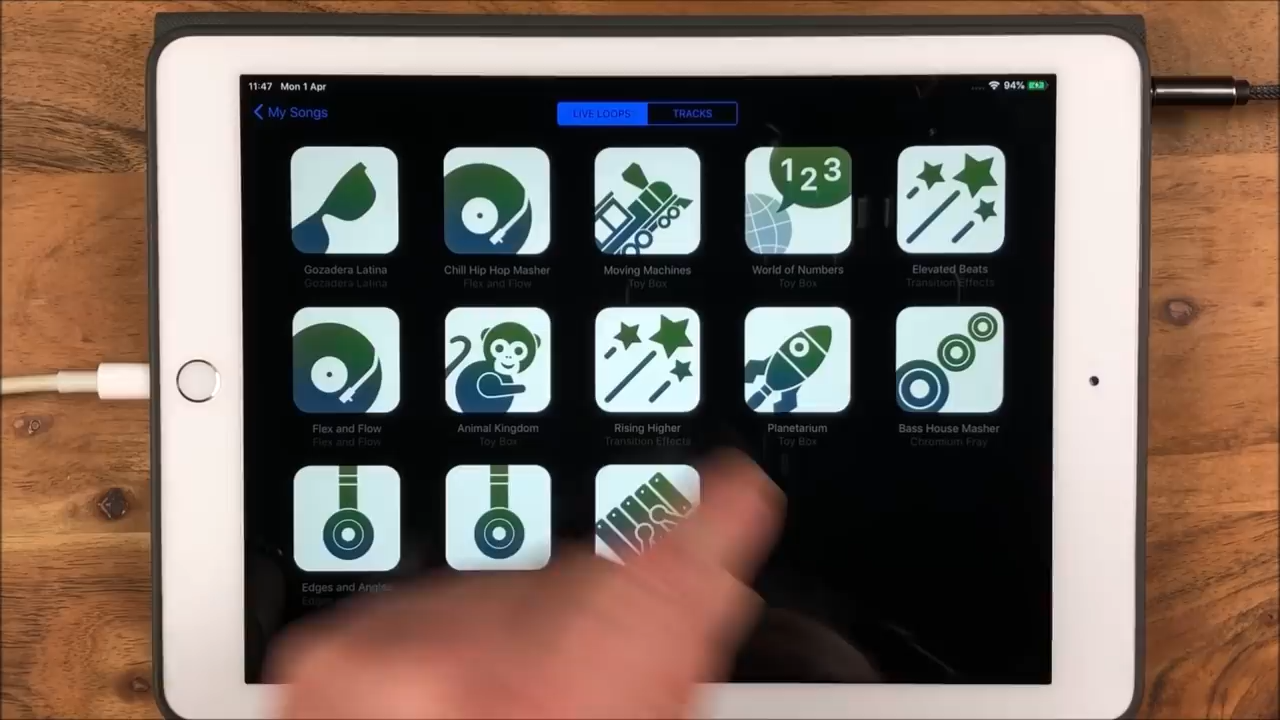 11:47 Mon 1 Apr
94%
My Songs
LIVE LOOPS
TRACKS
1 2 3
Gozadera Latina
Gozadera Latina
Chill Hip Hop Masher
Flex and Flow
Moving Machines
Toy Box
World of Numbers
Toy Box
Elevated Beats
Transition Effects
Flex and Flow
Flex and Flow
Animal Kingdom
Toy Box
Rising Higher
Transition Effects
Planetarium
Toy Box
Bass House Masher
Chromium Fray
Edges and Angles